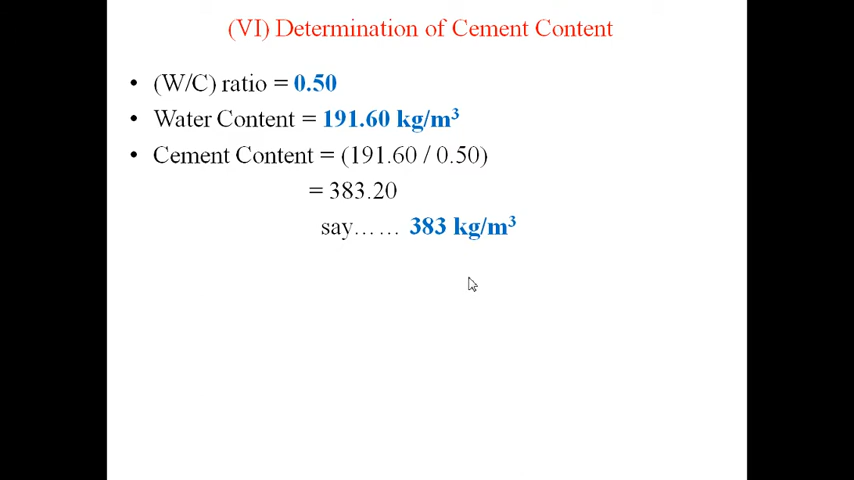 (VI) Determination of Cement Content
• (W/C) ratio = 0.50
• Water Content = 191.60 kg/m³
• Cement Content = (191.60 / 0.50)
= 383.20
say…… 383 kg/m³